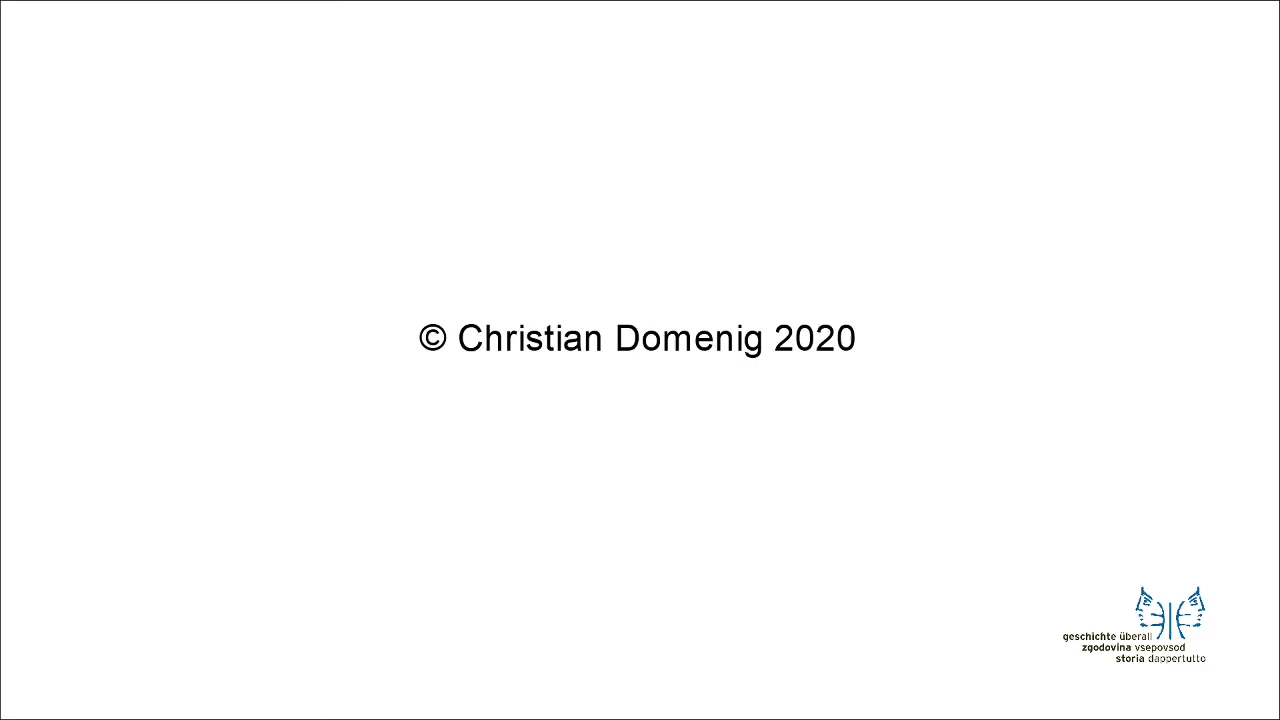 © Christian Domenig 2020
geschichte überall
zgodovina vsepovsod
storia dappertutto